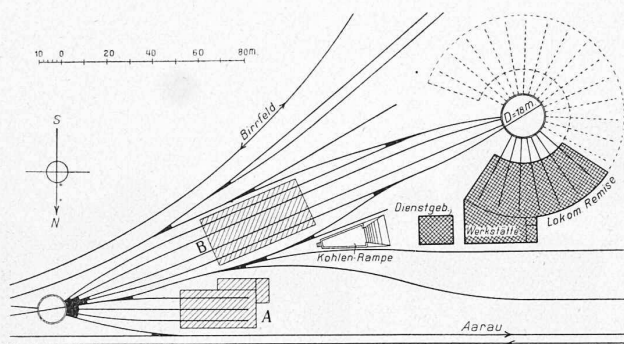 10 0 20 40 60 80m.
S
N
Birrfeld
D=18m
B
Dienstgeb.
Werkstätte
Lokom Remise
Kohlen-Rampe
A
Aarau